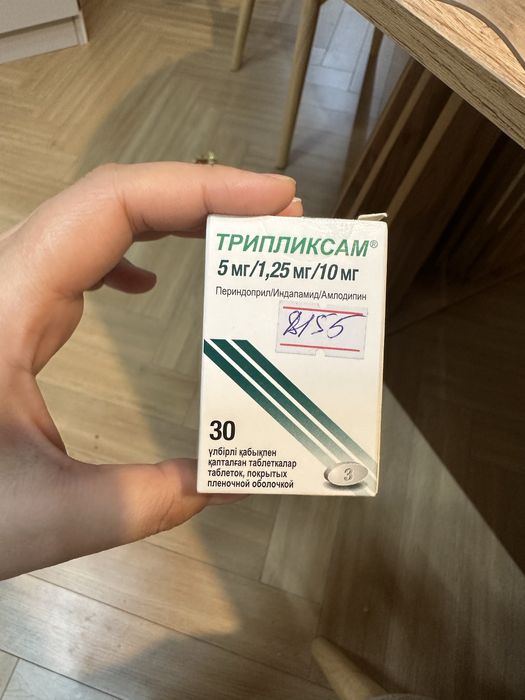 ТРИПЛИКСАМ®
5 мг/1,25 мг/10 мг
Периндоприл/Индапамид/Амлодипин
8155
30
үлбірлі қабықпен
қапталған таблеткалар
таблеток, покрытых
пленочной оболочкой
3